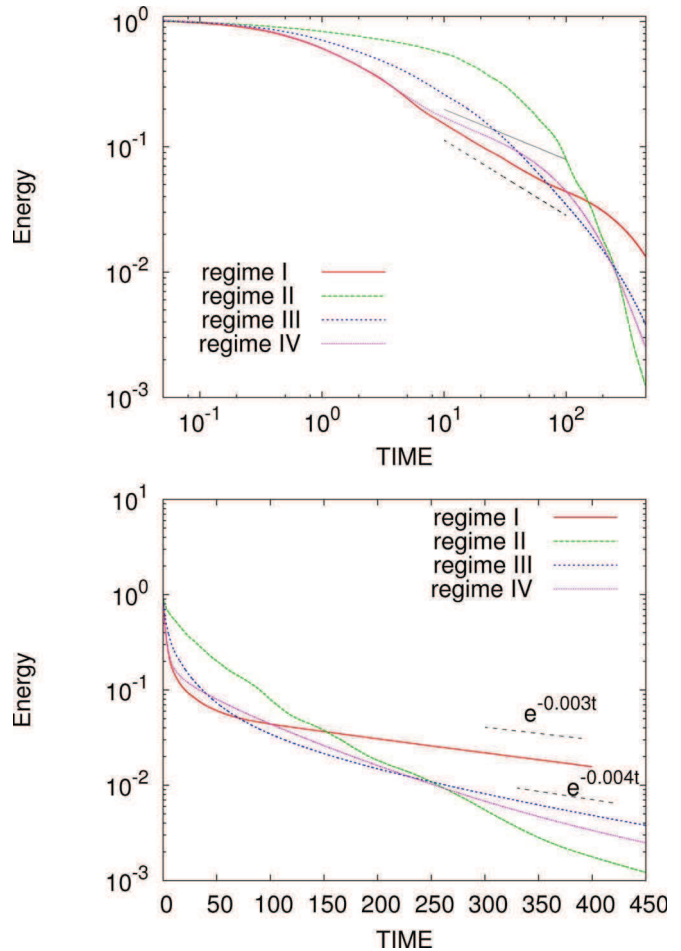 10^0
10^-1
10^-2
10^-3
Energy
regime I
regime II
regime III
regime IV
10^-1 10^0 10^1 10^2
TIME
10^1
10^0
10^-1
10^-2
10^-3
Energy
regime I
regime II
regime III
regime IV
e^-0.003t
e^-0.004t
0 50 100 150 200 250 300 350 400 450
TIME